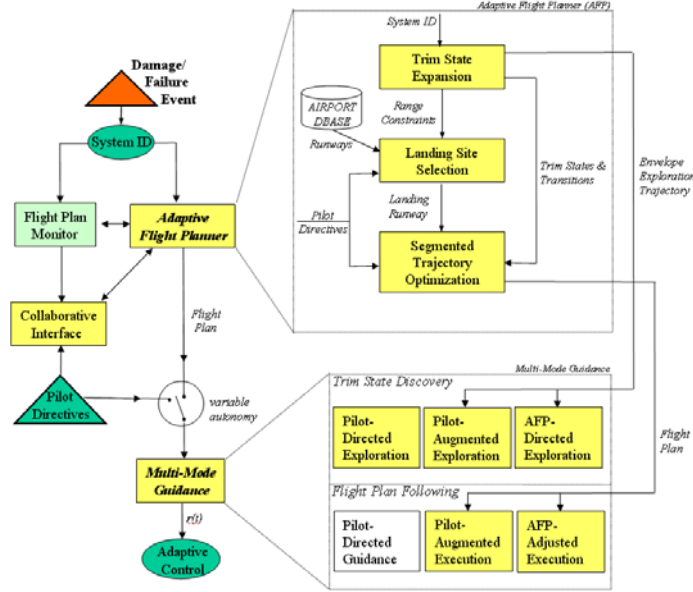 Adaptive Flight Planner (AFP)
System ID
Damage/
Failure
Event
Trim State
Expansion
AIRPORT
DBASE
Range
Constraints
System ID
Runways
Landing Site
Selection
Trim States &
Transitions
Envelope
Exploration
Trajectory
Flight Plan
Monitor
Adaptive
Flight Planner
Pilot
Directives
Landing
Runway
Segmented
Trajectory
Optimization
Collaborative
Interface
Flight
Plan
Pilot
Directives
variable
autonomy
Multi-Mode Guidance
Trim State Discovery
Pilot-
Directed
Exploration
Pilot-
Augmented
Exploration
AFP-
Directed
Exploration
Flight
Plan
Multi-Mode
Guidance
Flight Plan Following
r(t)
Pilot-
Directed
Guidance
Pilot-
Augmented
Execution
AFP-
Adjusted
Execution
Adaptive
Control